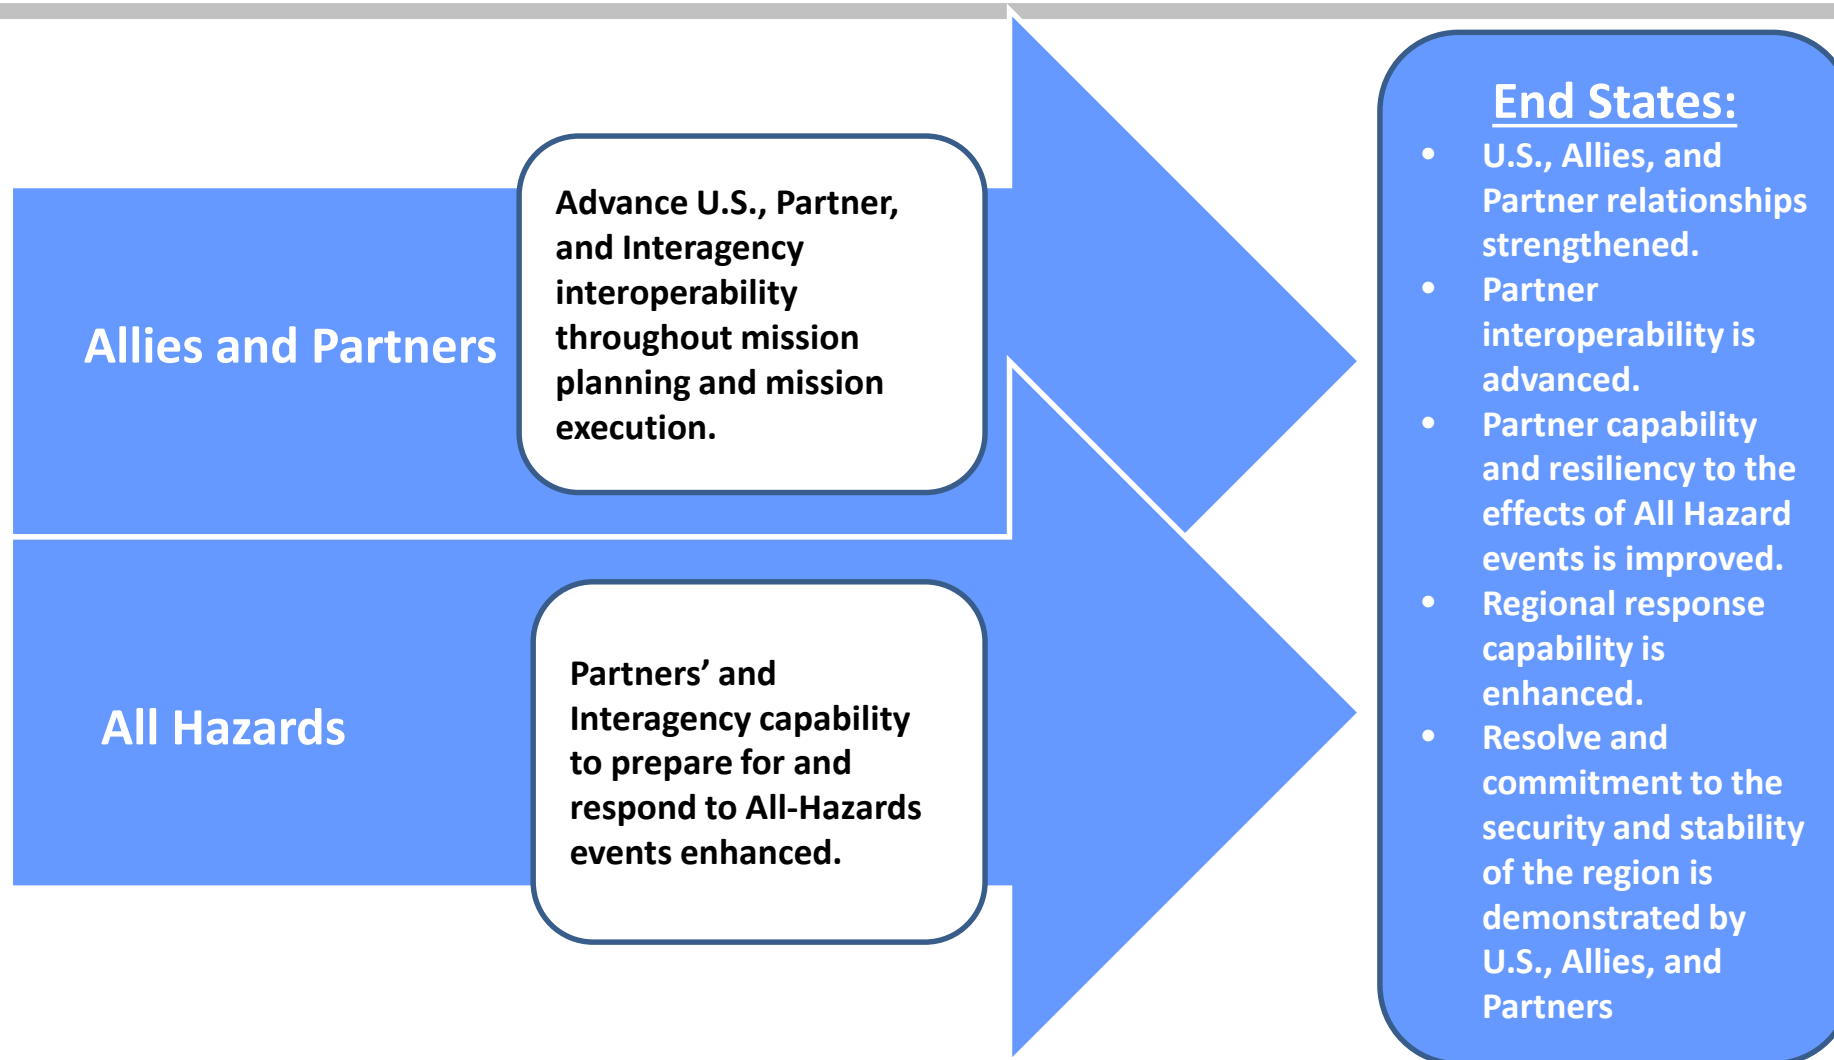 Allies and Partners
Advance U.S., Partner,
and Interagency
interoperability
throughout mission
planning and mission
execution.
All Hazards
Partners’ and
Interagency capability
to prepare for and
respond to All-Hazards
events enhanced.
End States:
• U.S., Allies, and
Partner relationships
strengthened.
• Partner
interoperability is
advanced.
• Partner capability
and resiliency to the
effects of All Hazard
events is improved.
• Regional response
capability is
enhanced.
• Resolve and
commitment to the
security and stability
of the region is
demonstrated by
U.S., Allies, and
Partners